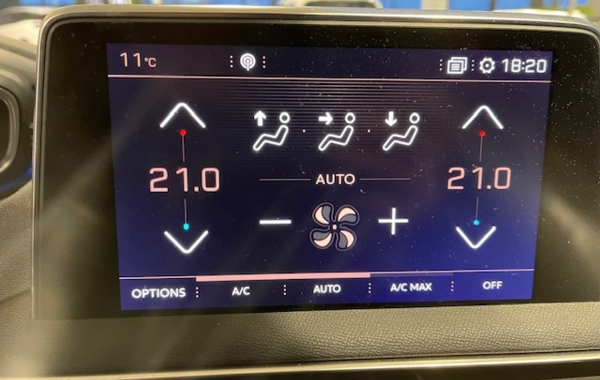 11°C 18:20
21.0 21.0
AUTO
OPTIONS A/C AUTO A/C MAX OFF